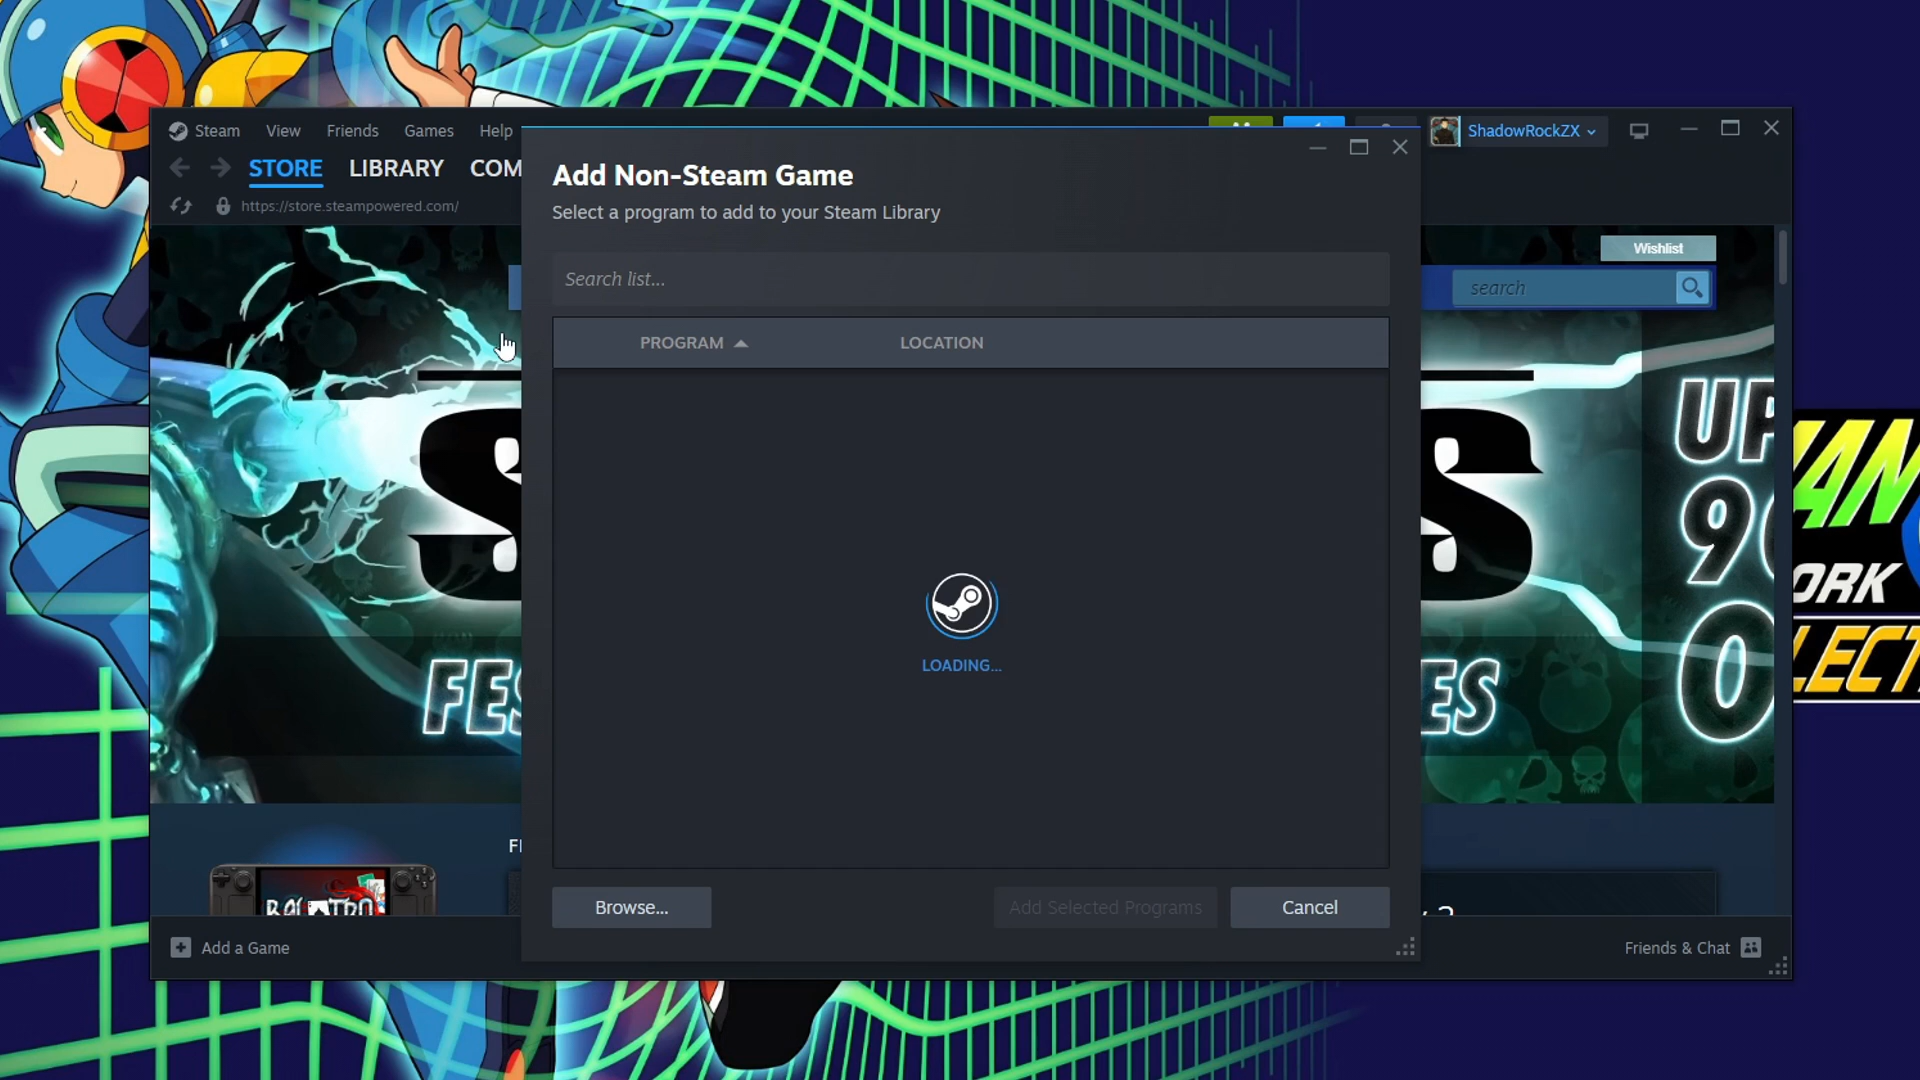 Steam View Friends Games Help
ShadowRockZX
STORE LIBRARY COM
https://store.steampowered.com/
Add Non-Steam Game
Select a program to add to your Steam Library
Wishlist
Search list...
search
PROGRAM LOCATION
LOADING...
Browse...
Add Selected Programs
Cancel
Add a Game
Friends & Chat